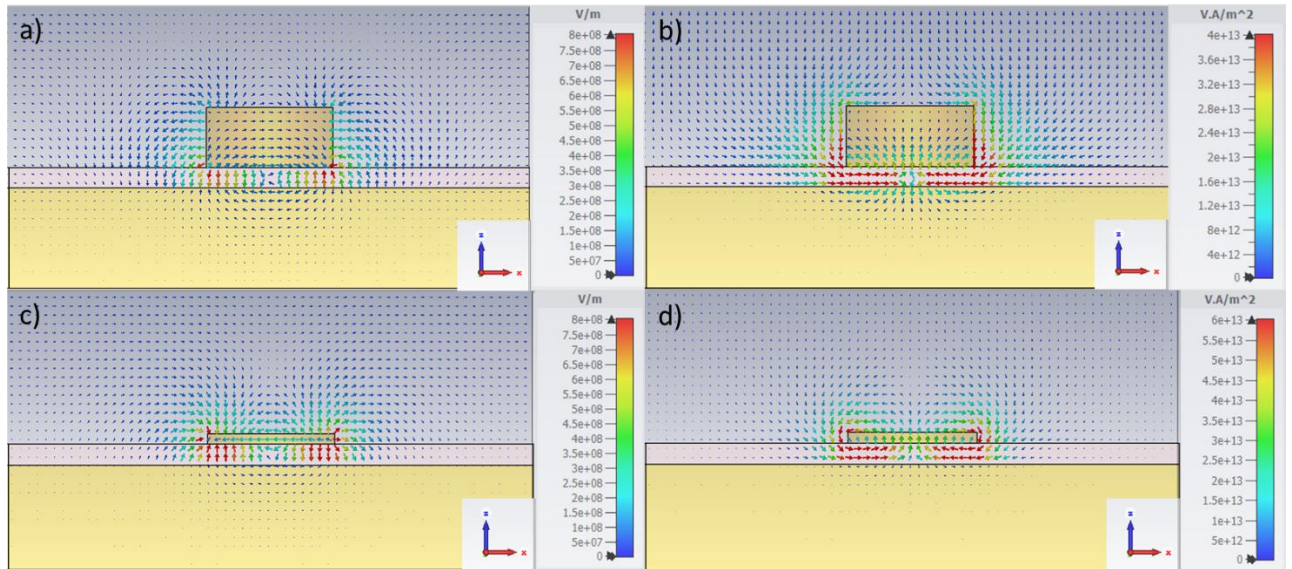 a)
V/m
8e+08
7.5e+08
7e+08
6.5e+08
6e+08
5.5e+08
5e+08
4.5e+08
4e+08
3.5e+08
3e+08
2.5e+08
2e+08
1.5e+08
1e+08
5e+07
0
z
x
b)
V.A/m^2
4e+13
3.6e+13
3.2e+13
2.8e+13
2.4e+13
2e+13
1.6e+13
1.2e+13
8e+12
4e+12
0
z
x
c)
V/m
8e+08
7.5e+08
7e+08
6.5e+08
6e+08
5.5e+08
5e+08
4.5e+08
4e+08
3.5e+08
3e+08
2.5e+08
2e+08
1.5e+08
1e+08
5e+07
0
z
x
d)
V.A/m^2
6e+13
5.5e+13
5e+13
4.5e+13
4e+13
3.5e+13
3e+13
2.5e+13
2e+13
1.5e+13
1e+13
5e+12
0
z
x